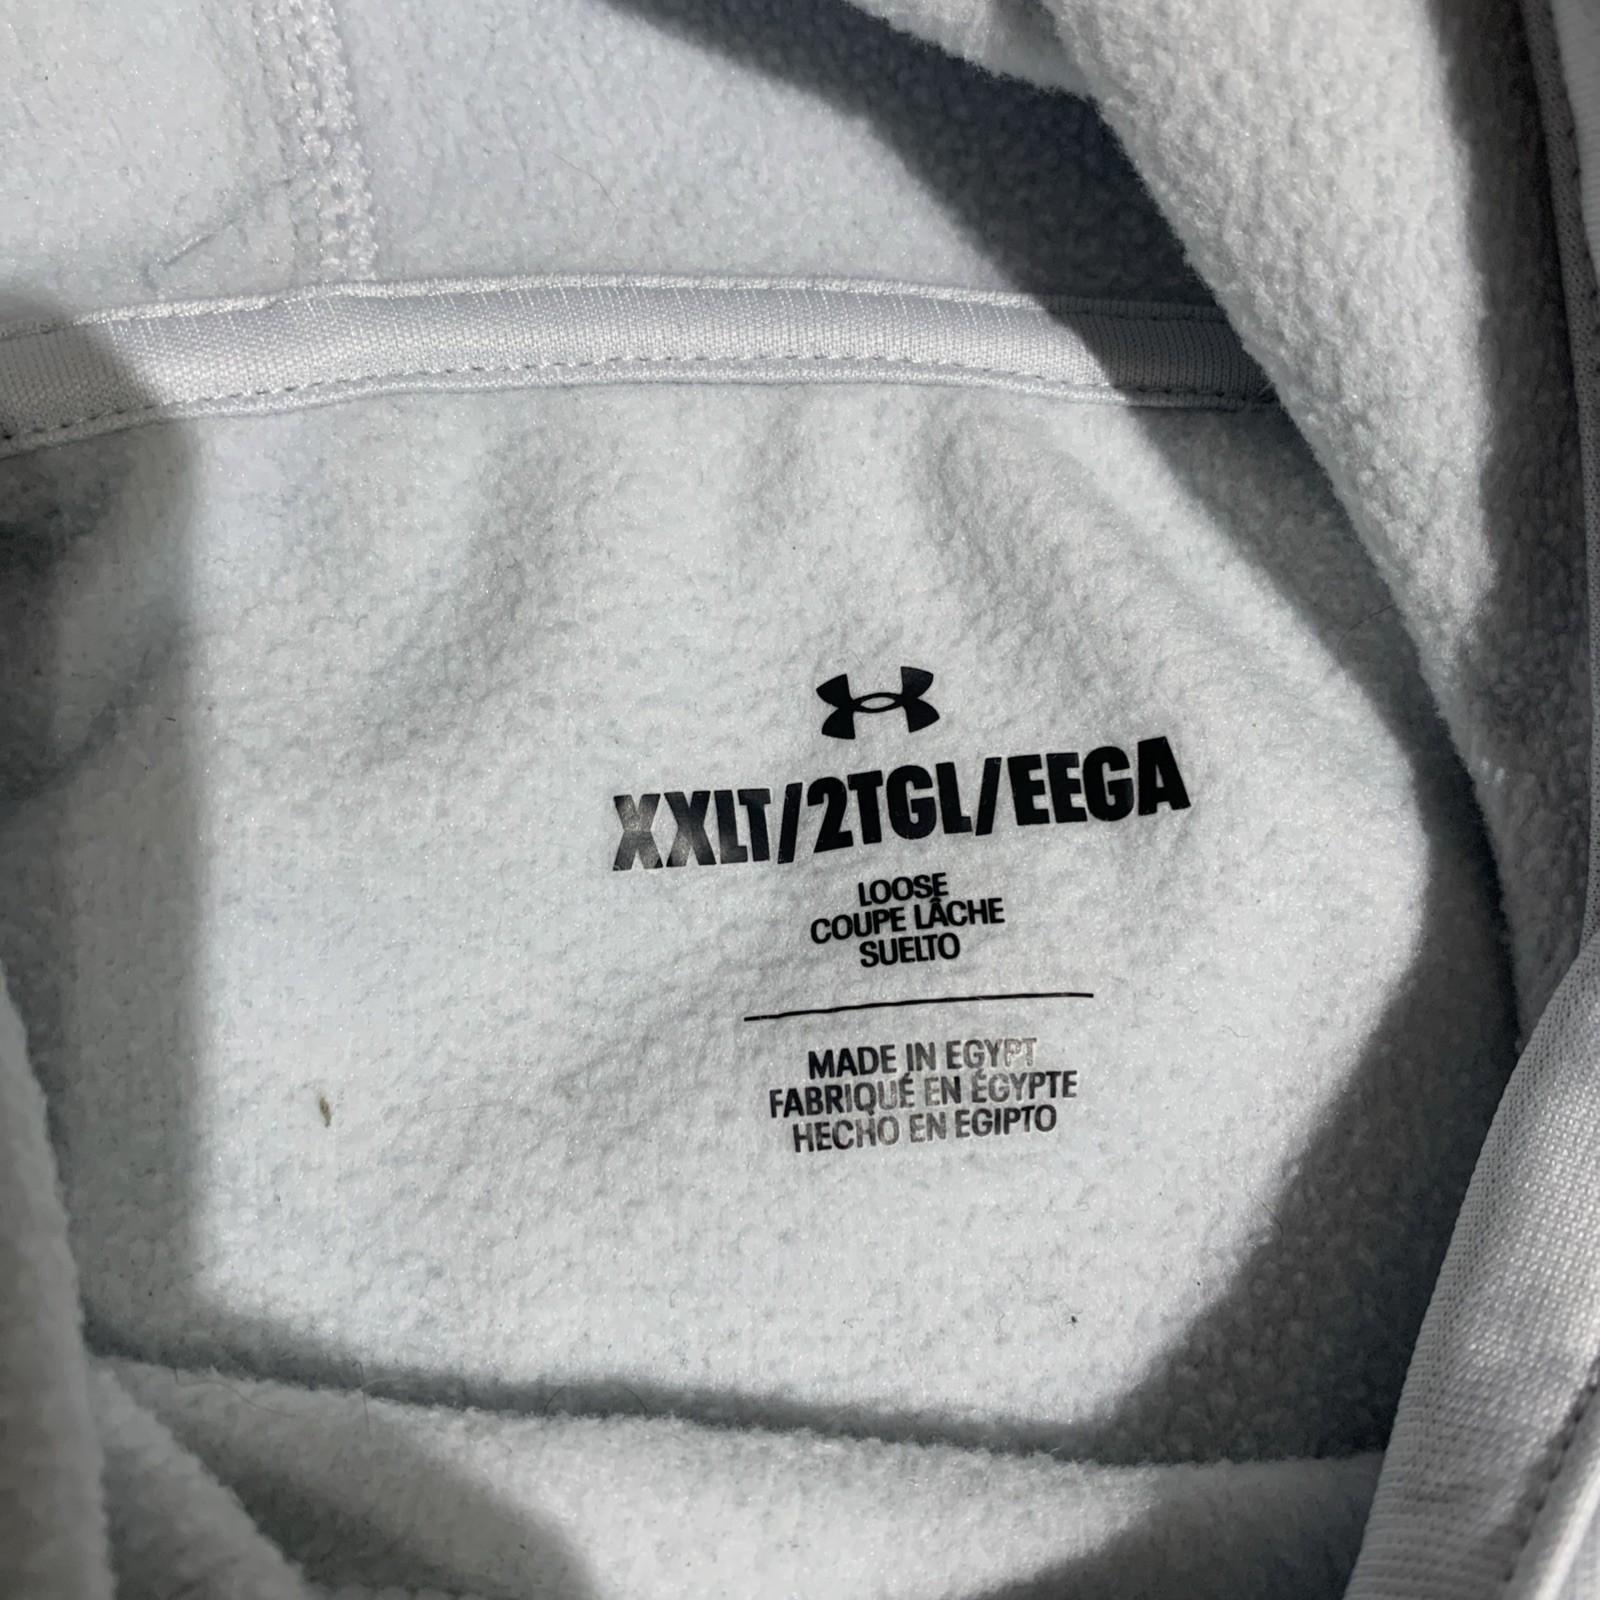 XXLT/2TGL/EEGA
LOOSE
COUPE LÂCHE
SUELTO
MADE IN EGYPT
FABRIQUÉ EN ÉGYPTE
HECHO EN EGIPTO